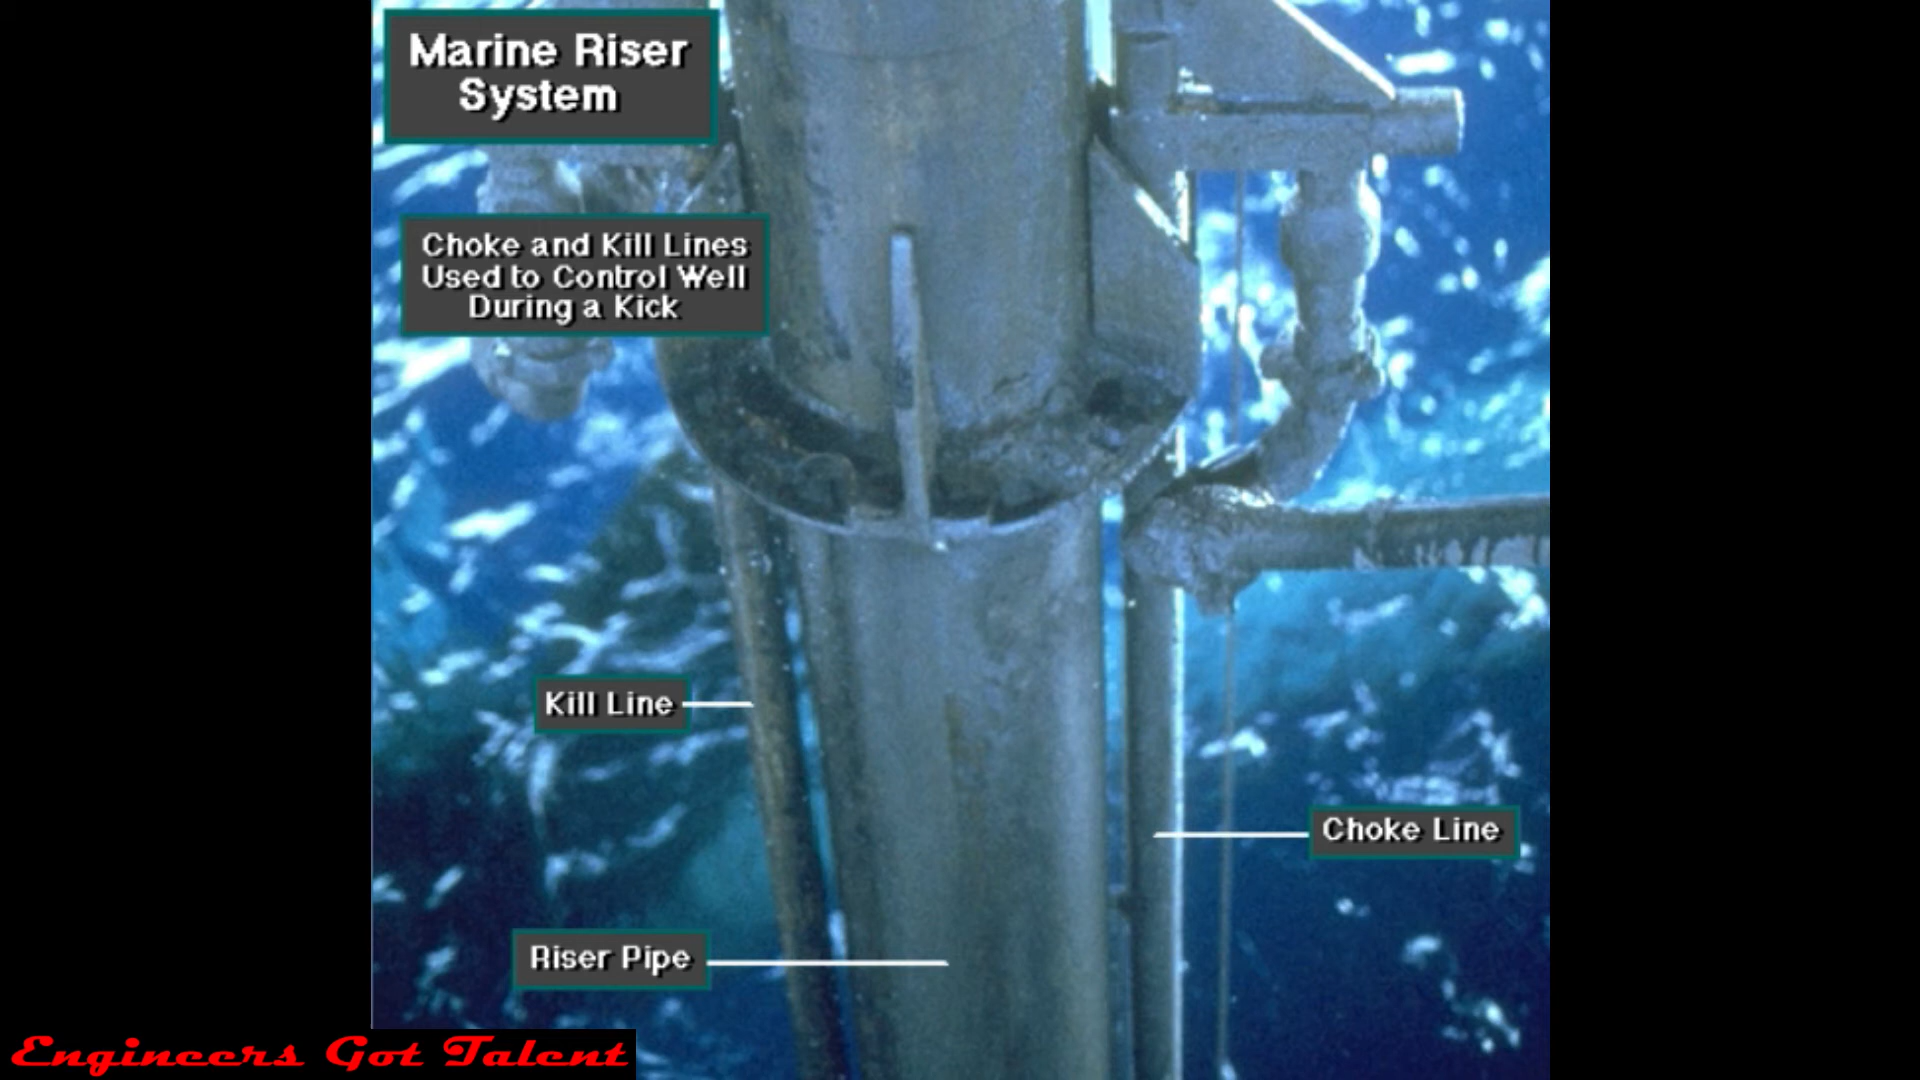 Marine Riser
System
Choke and Kill Lines
Used to Control Well
During a Kick
Kill Line
Choke Line
Riser Pipe
Engineers Got Talent